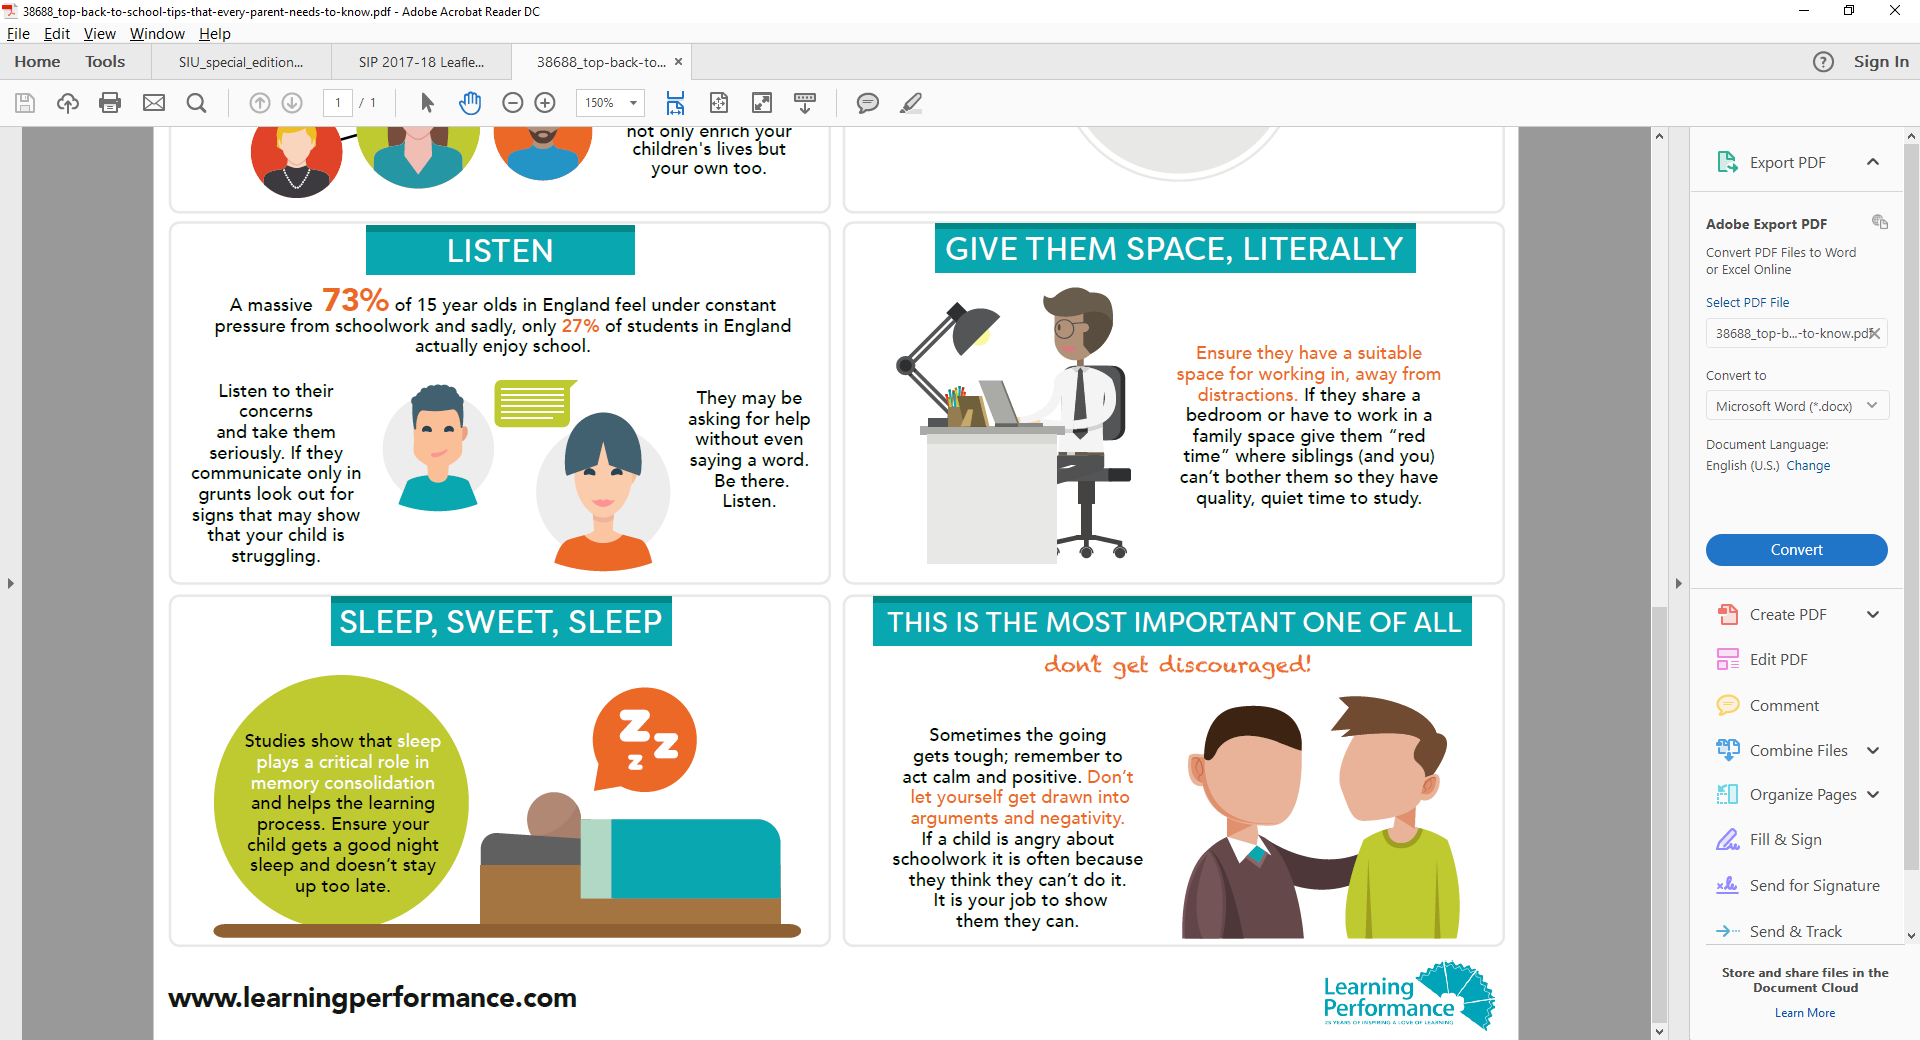 38688_top-back-to-school-tips-that-every-parent-needs-to-know.pdf - Adobe Acrobat Reader DC
File Edit View Window Help
Home Tools SIU_special_edition... SIP 2017-18 Leafle... 38688_top-back-to... ×
Sign In
1 / 1 150%
not only enrich your
children's lives but
your own too.
LISTEN
A massive 73% of 15 year olds in England feel under constant
pressure from schoolwork and sadly, only 27% of students in England
actually enjoy school.
Listen to their
concerns
and take them
seriously. If they
communicate only in
grunts look out for
signs that may show
that your child is
struggling.
They may be
asking for help
without even
saying a word.
Be there.
Listen.
GIVE THEM SPACE, LITERALLY
Ensure they have a suitable
space for working in, away from
distractions. If they share a
bedroom or have to work in a
family space give them “red
time” where siblings (and you)
can’t bother them so they have
quality, quiet time to study.
SLEEP, SWEET, SLEEP
Studies show that sleep
plays a critical role in
memory consolidation
and helps the learning
process. Ensure your
child gets a good night
sleep and doesn’t stay
up too late.
Z Z
z
THIS IS THE MOST IMPORTANT ONE OF ALL
don't get discouraged!
Sometimes the going
gets tough; remember to
act calm and positive. Don’t
let yourself get drawn into
arguments and negativity.
If a child is angry about
schoolwork it is often because
they think they can’t do it.
It is your job to show
them they can.
www.learningperformance.com
Learning
Performance
25 YEARS OF INSPIRING A LOVE OF LEARNING
Export PDF
Adobe Export PDF
Convert PDF Files to Word
or Excel Online
Select PDF File
38688_top-b...-to-know.pdf
Convert to
Microsoft Word (*.docx)
Document Language:
English (U.S.) Change
Convert
Create PDF
Edit PDF
Comment
Combine Files
Organize Pages
Fill & Sign
Send for Signature
Send & Track
Store and share files in the
Document Cloud
Learn More